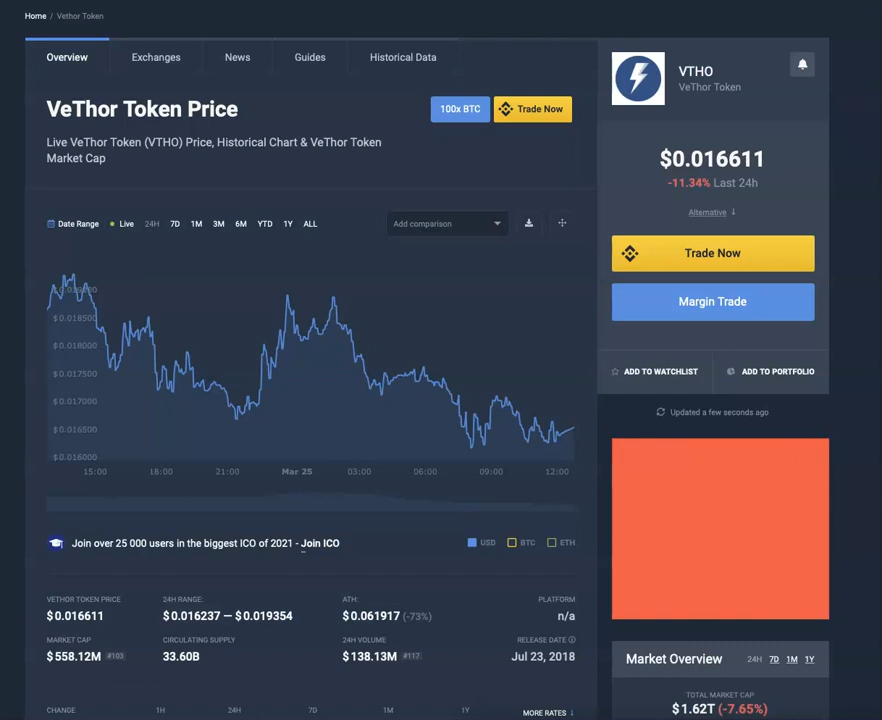 Home / Vethor Token
Overview Exchanges News Guides Historical Data
VeThor Token Price
100x BTC Trade Now
Live VeThor Token (VTHO) Price, Historical Chart & VeThor Token
Market Cap
Date Range Live 24H 7D 1M 3M 6M YTD 1Y ALL Add comparison
$0.018500
$0.018000
$0.017500
$0.017000
$0.016500
$0.016000
15:00 18:00 21:00 Mar 25 03:00 06:00 09:00 12:00
Join over 25 000 users in the biggest ICO of 2021 - Join ICO
USD BTC ETH
VETHOR TOKEN PRICE 24H RANGE: ATH: PLATFORM
$0.016611 $0.016237 — $0.019354 $0.061917 (-73%) n/a
MARKET CAP CIRCULATING SUPPLY 24H VOLUME RELEASE DATE
$558.12M #103 33.60B $138.13M #117 Jul 23, 2018
CHANGE 1H 24H 7D 1M 1Y MORE RATES ↓
VTHO
VeThor Token
$0.016611
-11.34% Last 24h
Alternative ↓
Trade Now
Margin Trade
ADD TO WATCHLIST ADD TO PORTFOLIO
Updated a few seconds ago
Market Overview 24H 7D 1M 1Y
TOTAL MARKET CAP
$1.62T (-7.65%)